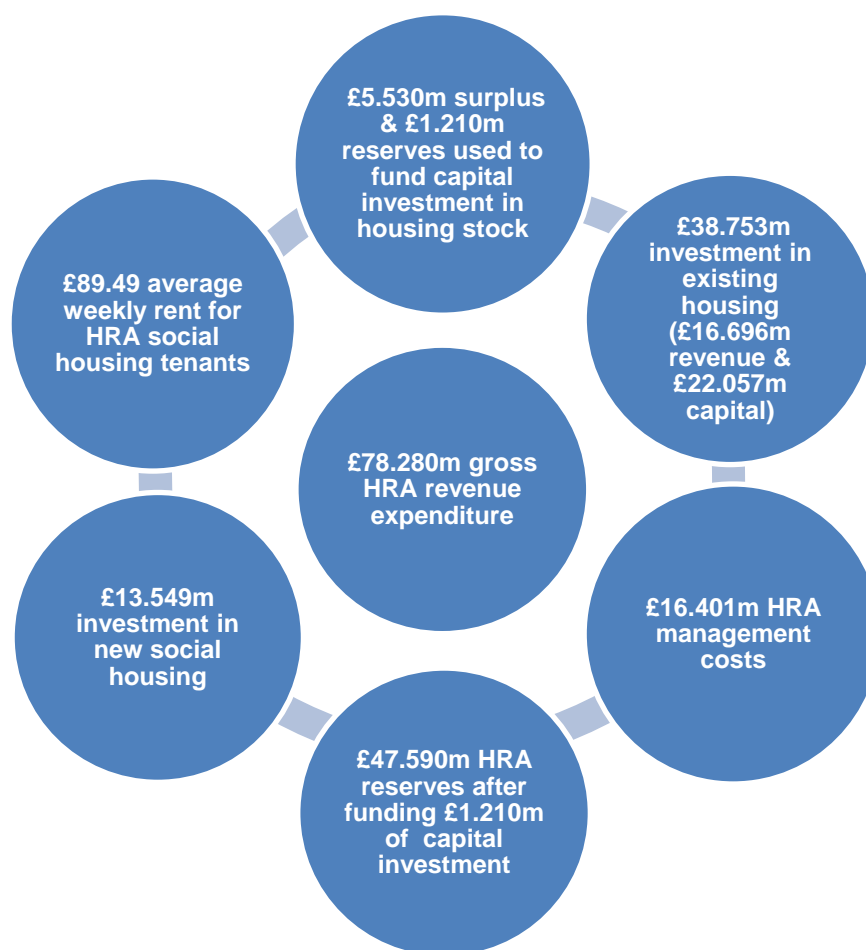 £5.530m surplus
& £1.210m
reserves used to
fund capital
investment in
housing stock
£38.753m
investment in
existing
housing
(£16.696m
revenue &
£22.057m
capital)
£16.401m HRA
management
costs
£47.590m HRA
reserves after
funding £1.210m
of capital
investment
£13.549m
investment in
new social
housing
£89.49 average
weekly rent for
HRA social
housing tenants
£78.280m gross
HRA revenue
expenditure